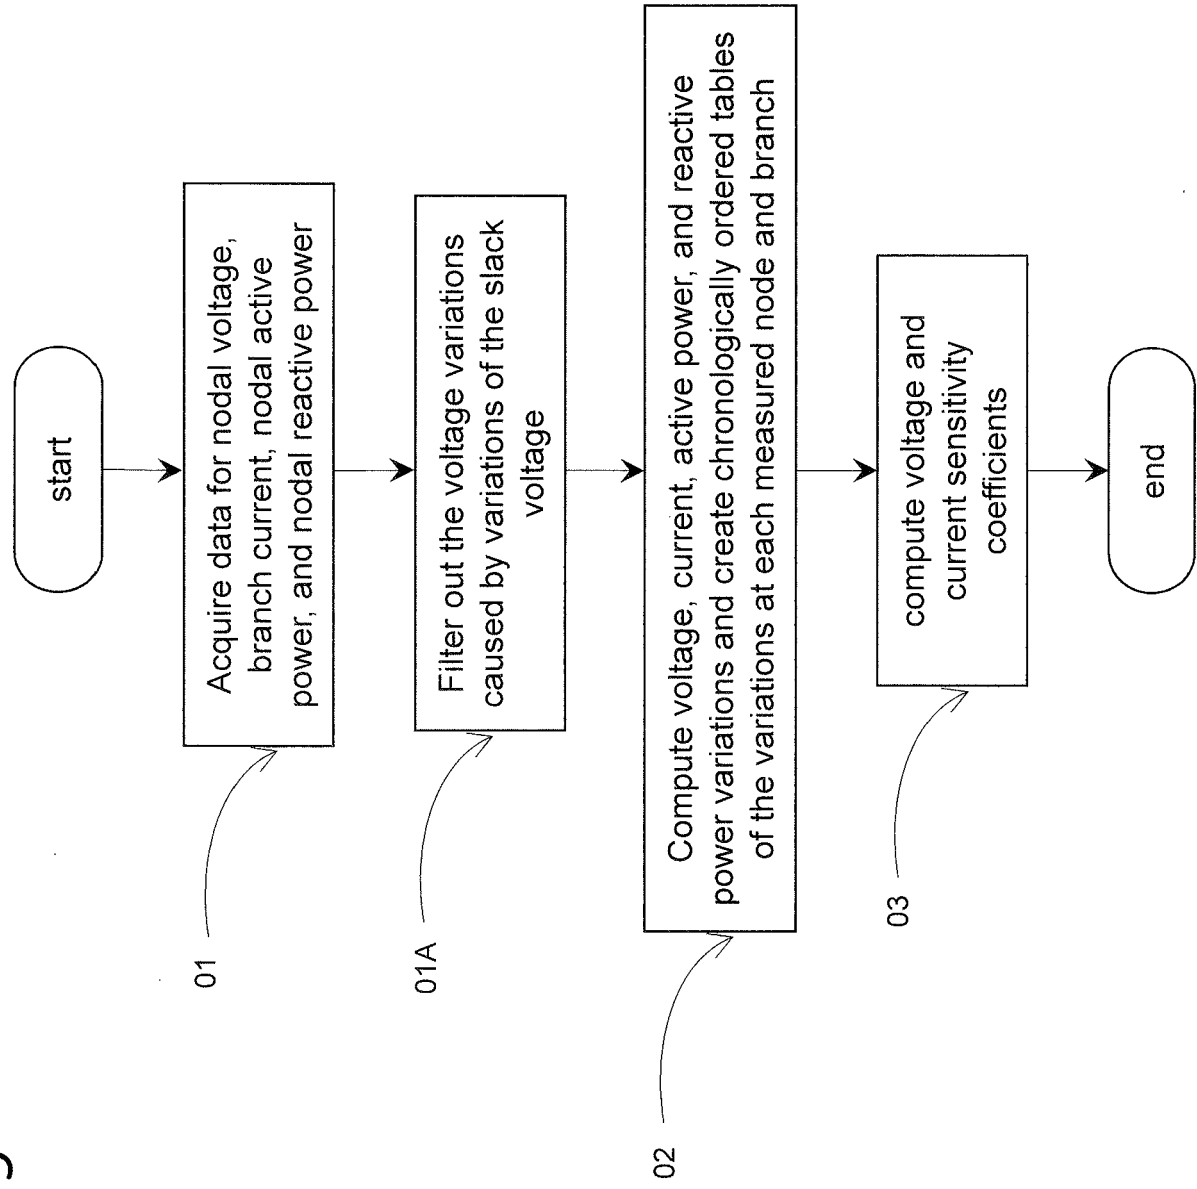 start
Acquire data for nodal voltage,
branch current, nodal active
power, and nodal reactive power
01
Filter out the voltage variations
caused by variations of the slack
voltage
01A
Compute voltage, current, active power, and reactive
power variations and create chronologically ordered tables
of the variations at each measured node and branch
02
compute voltage and
current sensitivity
coefficients
03
end